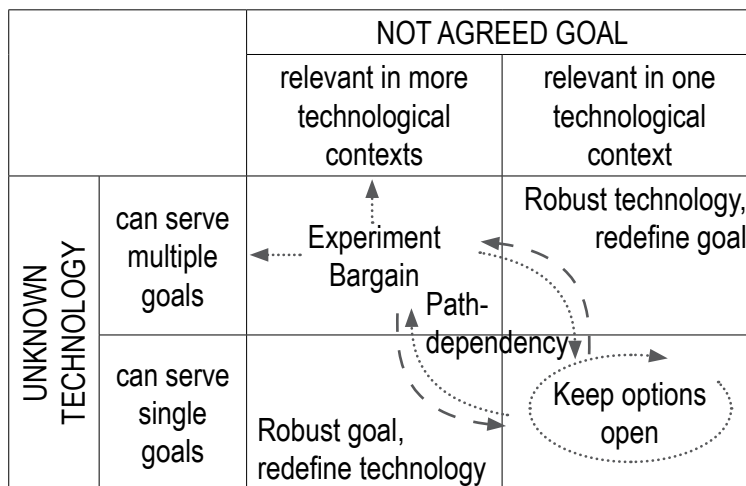 NOT AGREED GOAL
relevant in more
technological
contexts
relevant in one
technological
context
UNKNOWN
TECHNOLOGY
can serve
multiple
goals
Experiment
Bargain
Robust technology,
redefine goal
Path-
dependency
can serve
single
goals
Robust goal,
redefine technology
Keep options
open